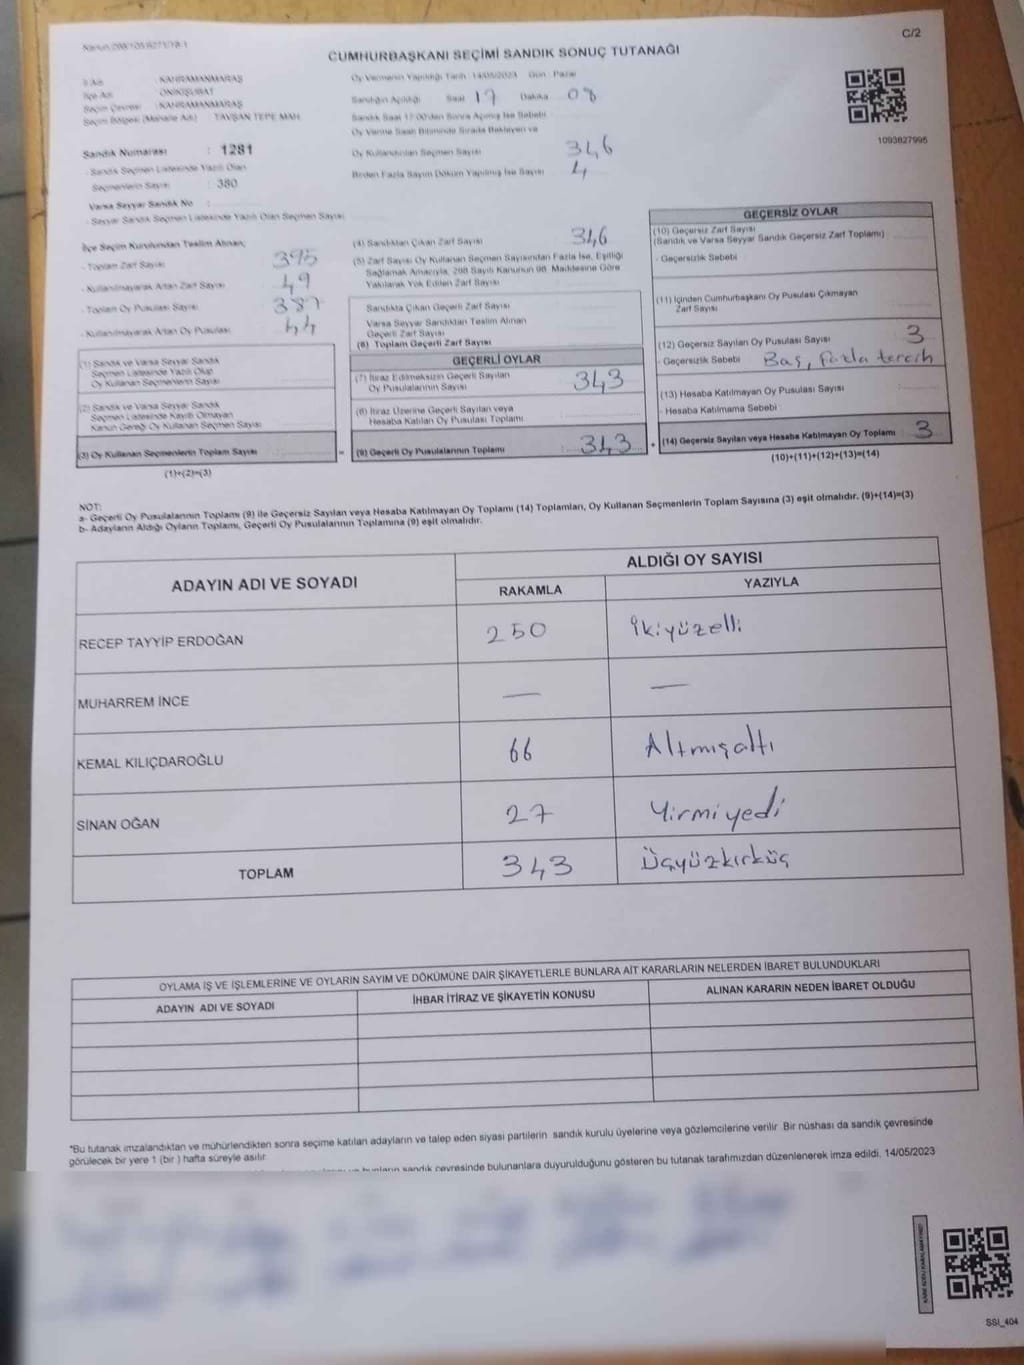 C/2
CUMHURBAŞKANI SEÇİMİ SANDIK SONUÇ TUTANAĞI
İl Adı : KAHRAMANMARAŞ
İlçe Adı : ONİKİŞUBAT
Seçim Çevresi : KAHRAMANMARAŞ
Seçim Bölgesi (Mahalle Adı) : TAVŞAN TEPE MAH.
Oy Vermenin Yapıldığı Tarih : 14/05/2023 Gün : Pazar
Sandığın Açıldığı Saat 17 Dakika 08
Sandık Saat 17:00'den Sonra Açılmış İse Sebebi
Oy Verme Saati Bitiminde Sırada Bekleyen ve
Oy Kullandırılan Seçmen Sayısı 346
Birden Fazla Sayım Döküm Yapılmış İse Sayısı 4
1093827995
Sandık Numarası : 1281
- Sandık Seçmen Listesinde Yazılı Olan
Seçmenlerin Sayısı : 380
Varsa Seyyar Sandık No :
- Seyyar Sandık Seçmen Listesinde Yazılı Olan Seçmen Sayısı :
İlçe Seçim Kurulundan Teslim Alınan;
- Toplam Zarf Sayısı : 395
- Kullanılmayarak Artan Zarf Sayısı : 49
- Toplam Oy Pusulası Sayısı : 387
- Kullanılmayarak Artan Oy Pusulası : 44
(1) Sandık ve Varsa Seyyar Sandık
Seçmen Listesinde Yazılı Olup
Oy Kullanan Seçmenlerin Sayısı
(2) Sandık ve Varsa Seyyar Sandık
Seçmen Listesinde Kayıtlı Olmayan
Kanun Gereği Oy Kullanan Seçmen Sayısı
(3) Oy Kullanan Seçmenlerin Toplam Sayısı
(1)+(2)=(3)
(4) Sandıktan Çıkan Zarf Sayısı 346
(5) Zarf Sayısı Oy Kullanan Seçmen Sayısından Fazla İse, Eşitliği
Sağlamak Amacıyla, 298 Sayılı Kanunun 98. Maddesine Göre
Yakılarak Yok Edilen Zarf Sayısı
Sandıkta Çıkan Geçerli Zarf Sayısı
Varsa Seyyar Sandıktan Teslim Alınan
Geçerli Zarf Sayısı
(6) Toplam Geçerli Zarf Sayısı
GEÇERLİ OYLAR
(7) İtiraz Edilmeksizin Geçerli Sayılan
Oy Pusulalarının Sayısı 343
(8) İtiraz Üzerine Geçerli Sayılan veya
Hesaba Katılan Oy Pusulası Toplamı
(9) Geçerli Oy Pusulalarının Toplamı : 343
GEÇERSİZ OYLAR
(10) Geçersiz Zarf Sayısı
(Sandık ve Varsa Seyyar Sandık Geçersiz Zarf Toplamı)
- Geçersizlik Sebebi
(11) İçinden Cumhurbaşkanı Oy Pusulası Çıkmayan
Zarf Sayısı
(12) Geçersiz Sayılan Oy Pusulası Sayısı 3
- Geçersizlik Sebebi Boş, Fazla tercih
(13) Hesaba Katılmayan Oy Pusulası Sayısı
- Hesaba Katılmama Sebebi
(14) Geçersiz Sayılan veya Hesaba Katılmayan Oy Toplamı : 3
(10)+(11)+(12)+(13)=(14)
NOT:
a- Geçerli Oy Pusulalarının Toplamı (9) ile Geçersiz Sayılan veya Hesaba Katılmayan Oy Toplamı (14) Toplamları, Oy Kullanan Seçmenlerin Toplam Sayısına (3) eşit olmalıdır. (9)+(14)=(3)
b- Adayların Aldığı Oyların Toplamı, Geçerli Oy Pusulalarının Toplamına (9) eşit olmalıdır.
ADAYIN ADI VE SOYADI
ALDIĞI OY SAYISI
RAKAMLA YAZIYLA
RECEP TAYYİP ERDOĞAN 250 İkiyüzelli
MUHARREM İNCE — —
KEMAL KILIÇDAROĞLU 66 Altmışaltı
SİNAN OĞAN 27 Yirmiyedi
TOPLAM 343 Üçyüzkırküç
OYLAMA İŞ VE İŞLEMLERİNE VE OYLARIN SAYIM VE DÖKÜMÜNE DAİR ŞİKAYETLERLE BUNLARA AİT KARARLARIN NELERDEN İBARET BULUNDUKLARI
ADAYIN ADI VE SOYADI İHBAR İTİRAZ VE ŞİKAYETİN KONUSU ALINAN KARARIN NEDEN İBARET OLDUĞU
*Bu tutanak imzalandıktan ve mühürlendikten sonra seçime katılan adayların ve talep eden siyasi partilerin sandık kurulu üyelerine veya gözlemcilerine verilir. Bir nüshası da sandık çevresinde
görülecek bir yere 1 (bir) hafta süreyle asılır.
bunların sandık çevresinde bulunanlara duyurulduğunu gösteren bu tutanak tarafımızdan düzenlenerek imza edildi. 14/05/2023
SSI_404